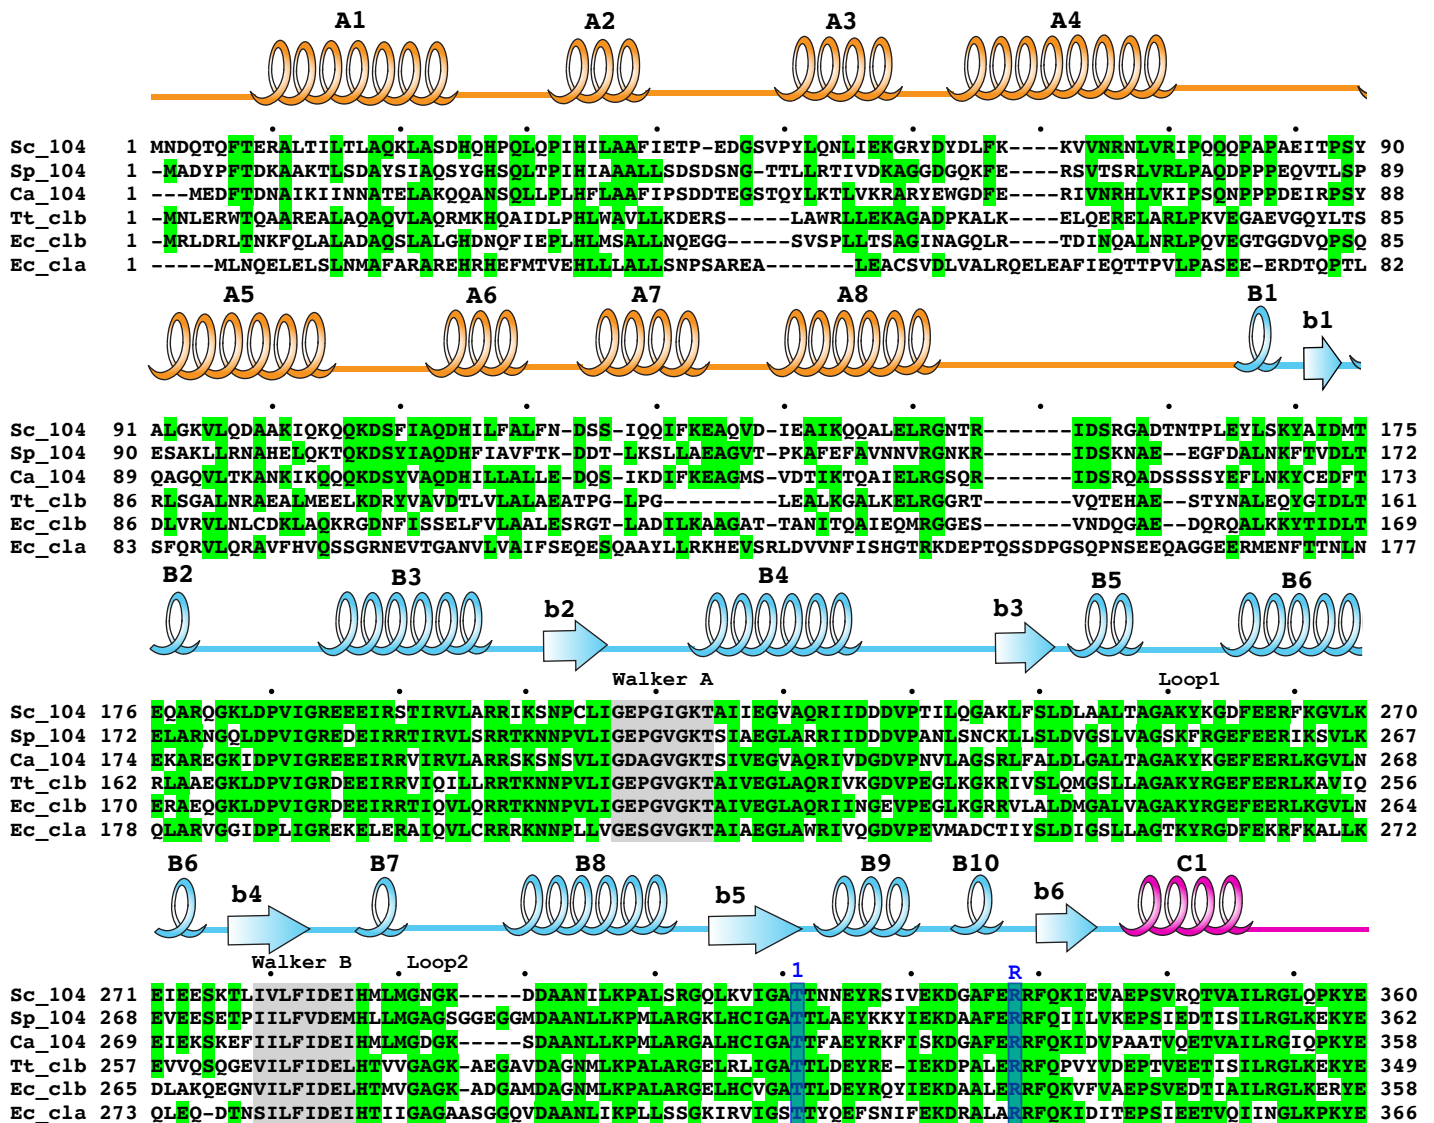 A1 A2 A3 A4
Sc_104 1 MNDQTQFTERALTILTLAQKLASDHQHPQLQPIHILAAFIETP-EDGSVPYLQNLIEKGRYDYDLFK----KVVNRNLVRIPQQQPAPAEITPSY 90
Sp_104 1 -MADYPFTDKAAKTLSDAYSIAQSYGHSQLTPIHIAAALLSDSDSNG-TTLLRTIVDKAGGDGQKFE----RSVTSRLVRLPAQDPPPEQVTLSP 89
Ca_104 1 ---MEDFTDNAIKIINNATELAKQQANSQLLPLHFLAAFIPSDDTEGSTQYLKTLVKRARYEWGDFE----RIVNRHLVKIPSQNPPPDEIRPSY 88
Tt_clb 1 -MNLERWTQAAREALAQAQVLAQRMKHQAIDLPHLWAVLLKDERS-----LAWRLLEKAGADPKALK----ELQERELARLPKVEGAEVGQYLTS 85
Ec_clb 1 -MRLDRLTNKFQLALADAQSLALGHDNQFIEPLHLMSALLNQEGG-----SVSPLLTSAGINAGQLR----TDINQALNRLPQVEGTGGDVQPSQ 85
Ec_cla 1 -----MLNQELELSLNMAFARAREHRHEFMTVEHLLLALLSNPSAREA-------LEACSVDLVALRQELEAFIEQTTPVLPASEE-ERDTQPTL 82
A5 A6 A7 A8 B1 b1
Sc_104 91 ALGKVLQDAAKIQKQQKDSFIAQDHILFALFN-DSS-IQQIFKEAQVD-IEAIKQQALELRGNTR-------IDSRGADTNTPLEYLSKYAIDMT 175
Sp_104 90 ESAKLLRNAHELQKTQKDSYIAQDHFIAVFTK-DDT-LKSLLAEAGVT-PKAFEFAVNNVRGNKR-------IDSKNAE--EGFDALNKFTVDLT 172
Ca_104 89 QAGQVLTKANKIKQQQKDSYVAQDHILLALLE-DQS-IKDIFKEAGMS-VDTIKTQAIELRGSQR-------IDSRQADSSSSYEFLNKYCEDFT 173
Tt_clb 86 RLSGALNRAEALMEELKDRYVAVDTLVLALAEATPG-LPG---------LEALKGALKELRGGRT-------VQTEHAE--STYNALEQYGIDLT 161
Ec_clb 86 DLVRVLNLCDKLAQKRGDNFISSELFVLAALESRGT-LADILKAAGAT-TANITQAIEQMRGGES-------VNDQGAE--DQRQALKKYTIDLT 169
Ec_cla 83 SFQRVLQRAVFHVQSSGRNEVTGANVLVAIFSEQESQAAYLLRKHEVSRLDVVNFISHGTRKDEPTQSSDPGSQPNSEEQAGGEERMENFTTNLN 177
B2 B3 b2 B4 b3 B5 B6
Walker A Loop1
Sc_104 176 EQARQGKLDPVIGREEEIRSTIRVLARRIKSNPCLIGEPGIGKTAIIEGVAQRIIDDDVPTILQGAKLFSLDLAALTAGAKYKGDFEERFKGVLK 270
Sp_104 172 ELARNGQLDPVIGREDEIRRTIRVLSRRTKNNPVLIGEPGVGKTSIAEGLARRIIDDDVPANLSNCKLLSLDVGSLVAGSKFRGEFEERIKSVLK 267
Ca_104 174 EKAREGKIDPVIGREEEIRRVIRVLARRSKSNSVLIGDAGVGKTSIVEGVAQRIVDGDVPNVLAGSRLFALDLGALTAGAKYKGEFEERLKGVLN 268
Tt_clb 162 RLAAEGKLDPVIGRDEEIRRVIQILLRRTKNNPVLIGEPGVGKTAIVEGLAQRIVKGDVPEGLKGKRIVSLQMGSLLAGAKYRGEFEERLKAVIQ 256
Ec_clb 170 ERAEQGKLDPVIGRDEEIRRTIQVLQRRTKNNPVLIGEPGVGKTAIVEGLAQRIINGEVPEGLKGRRVLALDMGALVAGAKYRGEFEERLKGVLN 264
Ec_cla 178 QLARVGGIDPLIGREKELERAIQVLCRRRKNNPLLVGESGVGKTAIAEGLAWRIVQGDVPEVMADCTIYSLDIGSLLAGTKYRGDFEKRFKALLK 272
B6 b4 B7 B8 b5 B9 B10 b6 C1
Walker B Loop2 1 R
Sc_104 271 EIEESKTLIVLFIDEIHMLMGNGK-----DDAANILKPALSRGQLKVIGATTNNEYRSIVEKDGAFERRFQKIEVAEPSVRQTVAILRGLQPKYE 360
Sp_104 268 EVEESETPIILFVDEMHLLMGAGSGGEGGMDAANLLKPMLARGKLHCIGATTLAEYKKYIEKDAAFERRFQIILVKEPSIEDTISILRGLKEKYE 362
Ca_104 269 EIEKSKEFIILFIDEIHMLMGDGK-----SDAANLLKPMLARGALHCIGATTFAEYRKFISKDGAFERRFQKIDVPAATVQETVAILRGIQPKYE 358
Tt_clb 257 EVVQSQGEVILFIDELHTVVGAGK-AEGAVDAGNMLKPALARGELRLIGATTLDEYRE-IEKDPALERRFQPVYVDEPTVEETISILRGLKEKYE 349
Ec_clb 265 DLAKQEGNVILFIDELHTMVGAGK-ADGAMDAGNMLKPALARGELHCVGATTLDEYRQYIEKDAALERRFQKVFVAEPSVEDTIAILRGLKERYE 358
Ec_cla 273 QLEQ-DTNSILFIDEIHTIIGAGAASGGQVDAANLIKPLLSSGKIRVIGSTTYQEFSNIFEKDRALARRFQKIDITEPSIEETVQIINGLKPKYE 366